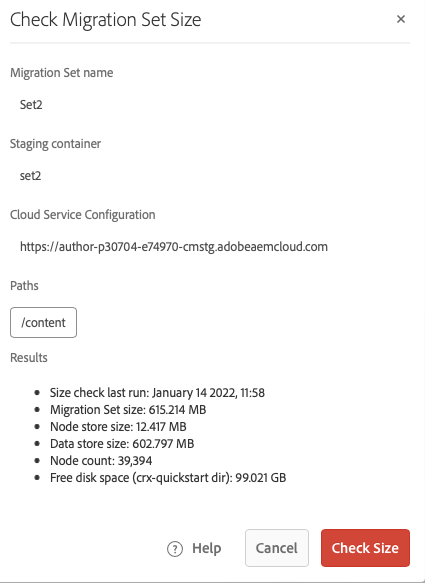 Check Migration Set Size
Migration Set name
Set2
Staging container
set2
Cloud Service Configuration
https://author-p30704-e74970-cmstg.adobeaemcloud.com
Paths
/content
Results
• Size check last run: January 14 2022, 11:58
• Migration Set size: 615.214 MB
• Node store size: 12.417 MB
• Data store size: 602.797 MB
• Node count: 39,394
• Free disk space (crx-quickstart dir): 99.021 GB
Help
Cancel
Check Size